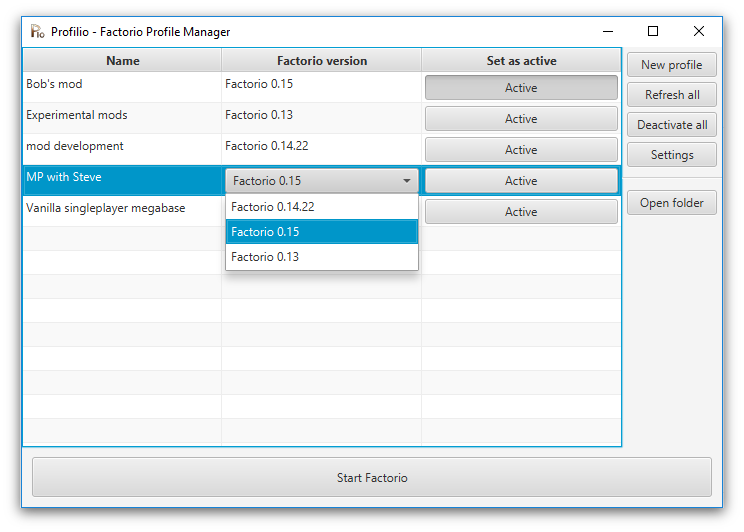 Pio Profilio - Factorio Profile Manager
Name Factorio version Set as active
Bob's mod Factorio 0.15 Active
Experimental mods Factorio 0.13 Active
mod development Factorio 0.14.22 Active
MP with Steve Factorio 0.15 Active
Vanilla singleplayer megabase Factorio 0.14.22 Active
Factorio 0.15
Factorio 0.13
New profile
Refresh all
Deactivate all
Settings
Open folder
Start Factorio